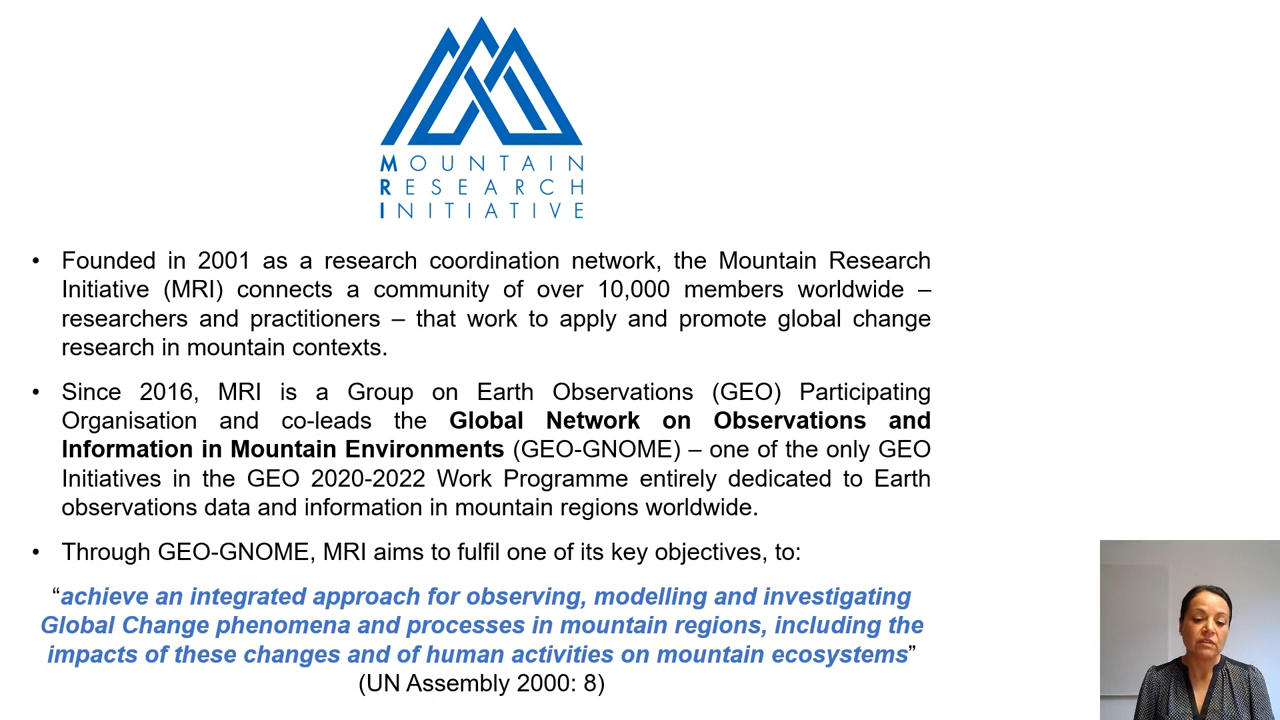 MOUNTAIN
RESEARCH
INITIATIVE
• Founded in 2001 as a research coordination network, the Mountain Research
Initiative (MRI) connects a community of over 10,000 members worldwide –
researchers and practitioners – that work to apply and promote global change
research in mountain contexts.
• Since 2016, MRI is a Group on Earth Observations (GEO) Participating
Organisation and co-leads the Global Network on Observations and
Information in Mountain Environments (GEO-GNOME) – one of the only GEO
Initiatives in the GEO 2020-2022 Work Programme entirely dedicated to Earth
observations data and information in mountain regions worldwide.
• Through GEO-GNOME, MRI aims to fulfil one of its key objectives, to:
“achieve an integrated approach for observing, modelling and investigating
Global Change phenomena and processes in mountain regions, including the
impacts of these changes and of human activities on mountain ecosystems”
(UN Assembly 2000: 8)